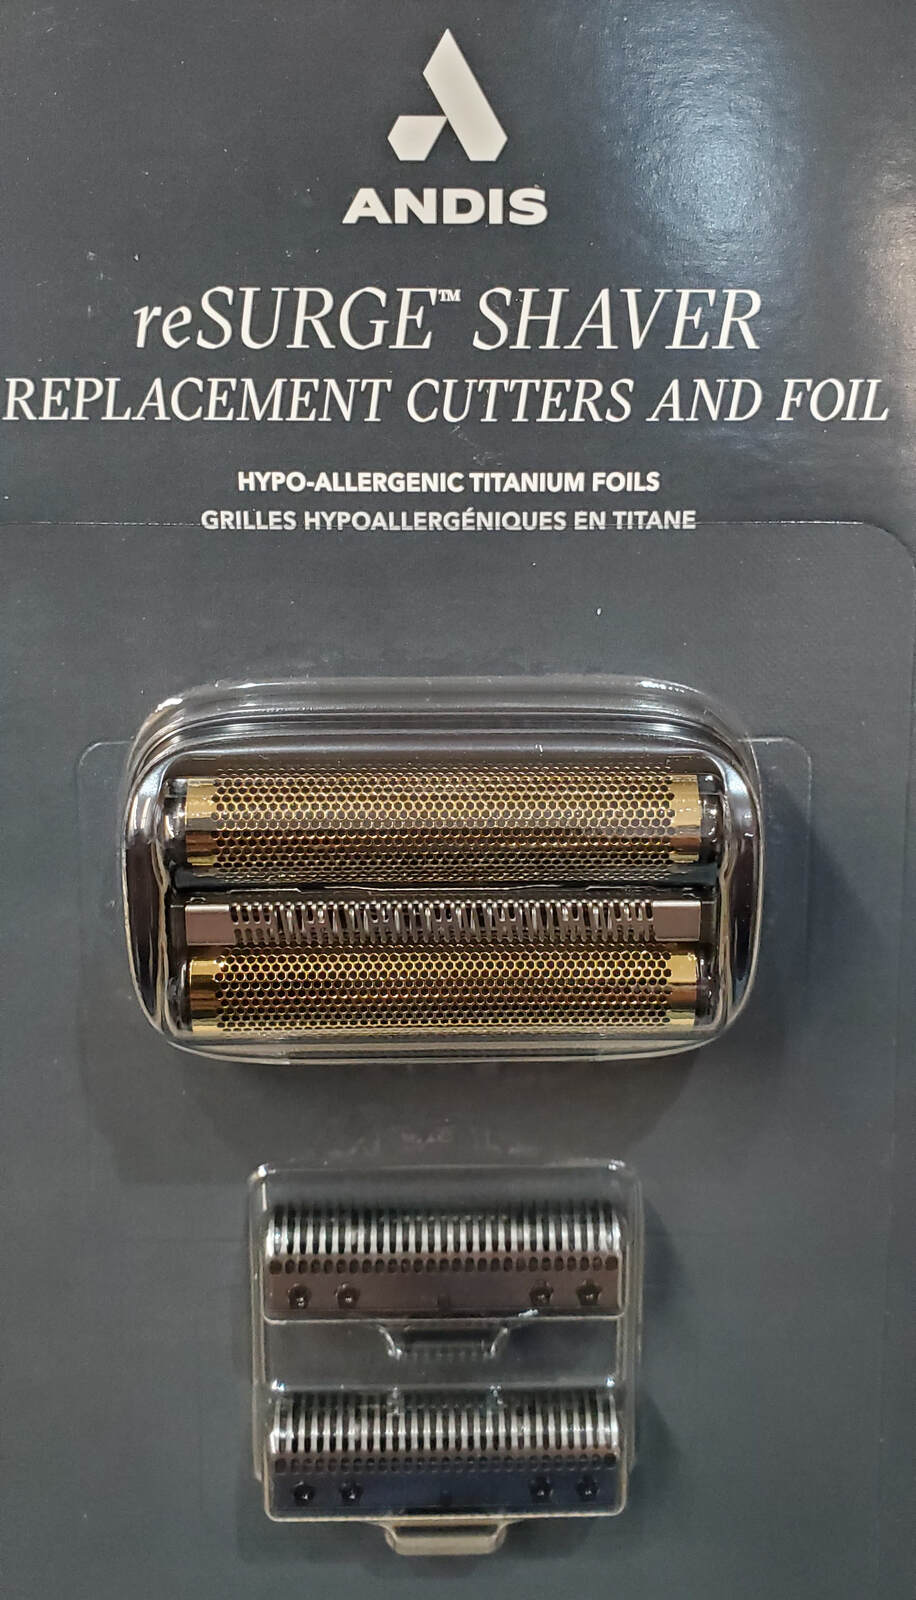 ANDIS
reSURGE™ SHAVER
REPLACEMENT CUTTERS AND FOIL
HYPO-ALLERGENIC TITANIUM FOILS
GRILLES HYPOALLERGÉNIQUES EN TITANE